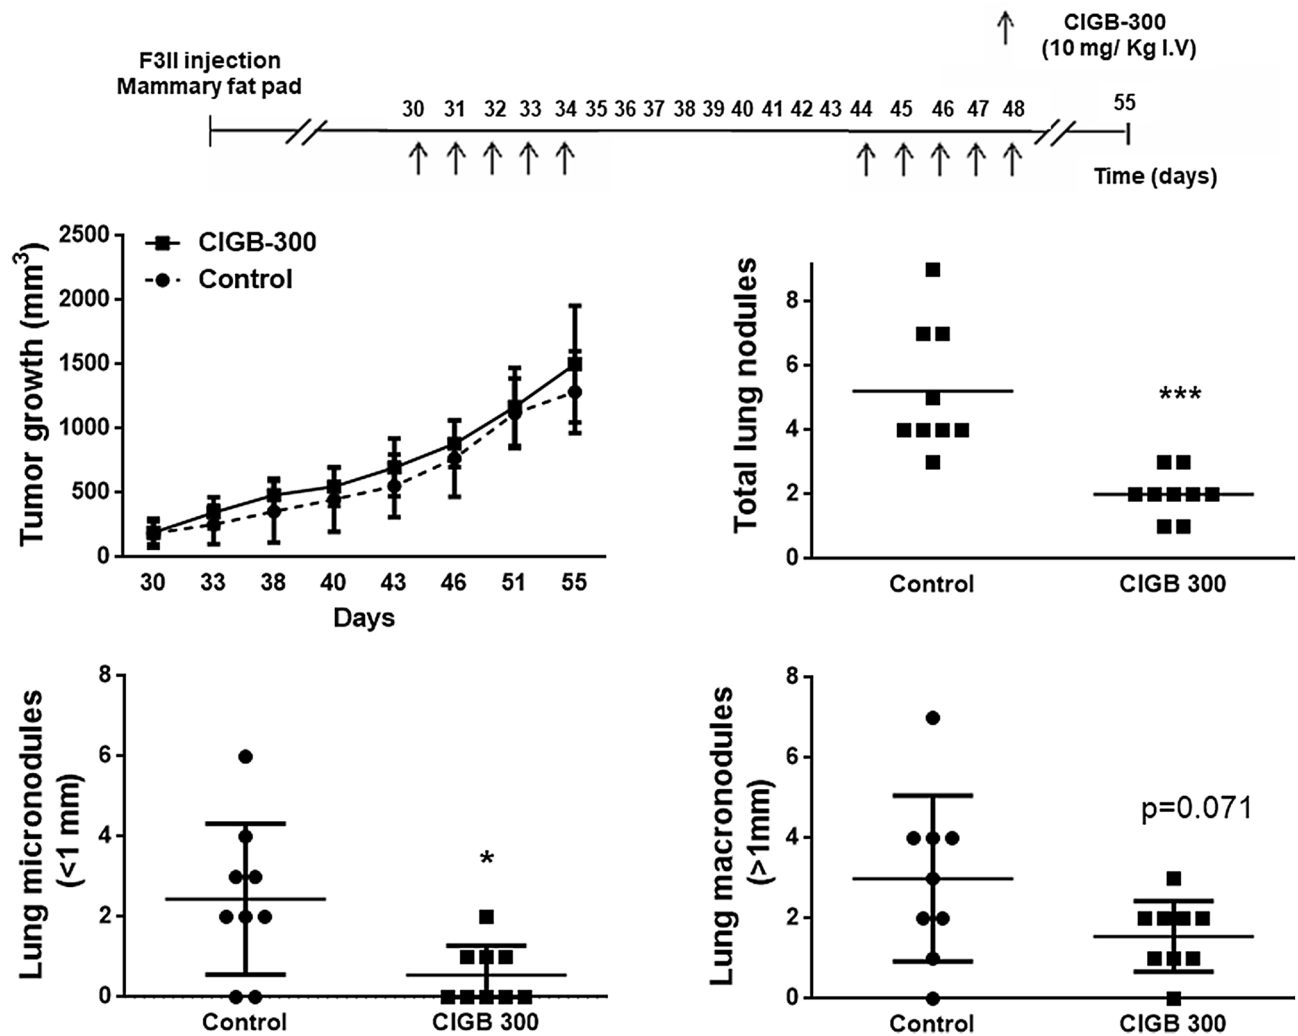 CIGB-300
(10 mg/ Kg I.V)
F3II injection
Mammary fat pad
30 31 32 33 34 35 36 37 38 39 40 41 42 43 44 45 46 47 48 55
Time (days)
Tumor growth (mm³)
2500
2000
1500
1000
500
0
CIGB-300
Control
30 33 38 40 43 46 51 55
Days
Total lung nodules
8
6
4
2
0
***
Control CIGB 300
Lung micronodules
(<1 mm)
8
6
4
2
0
*
Control CIGB 300
Lung macronodules
(>1mm)
8
6
4
2
0
p=0.071
Control CIGB 300